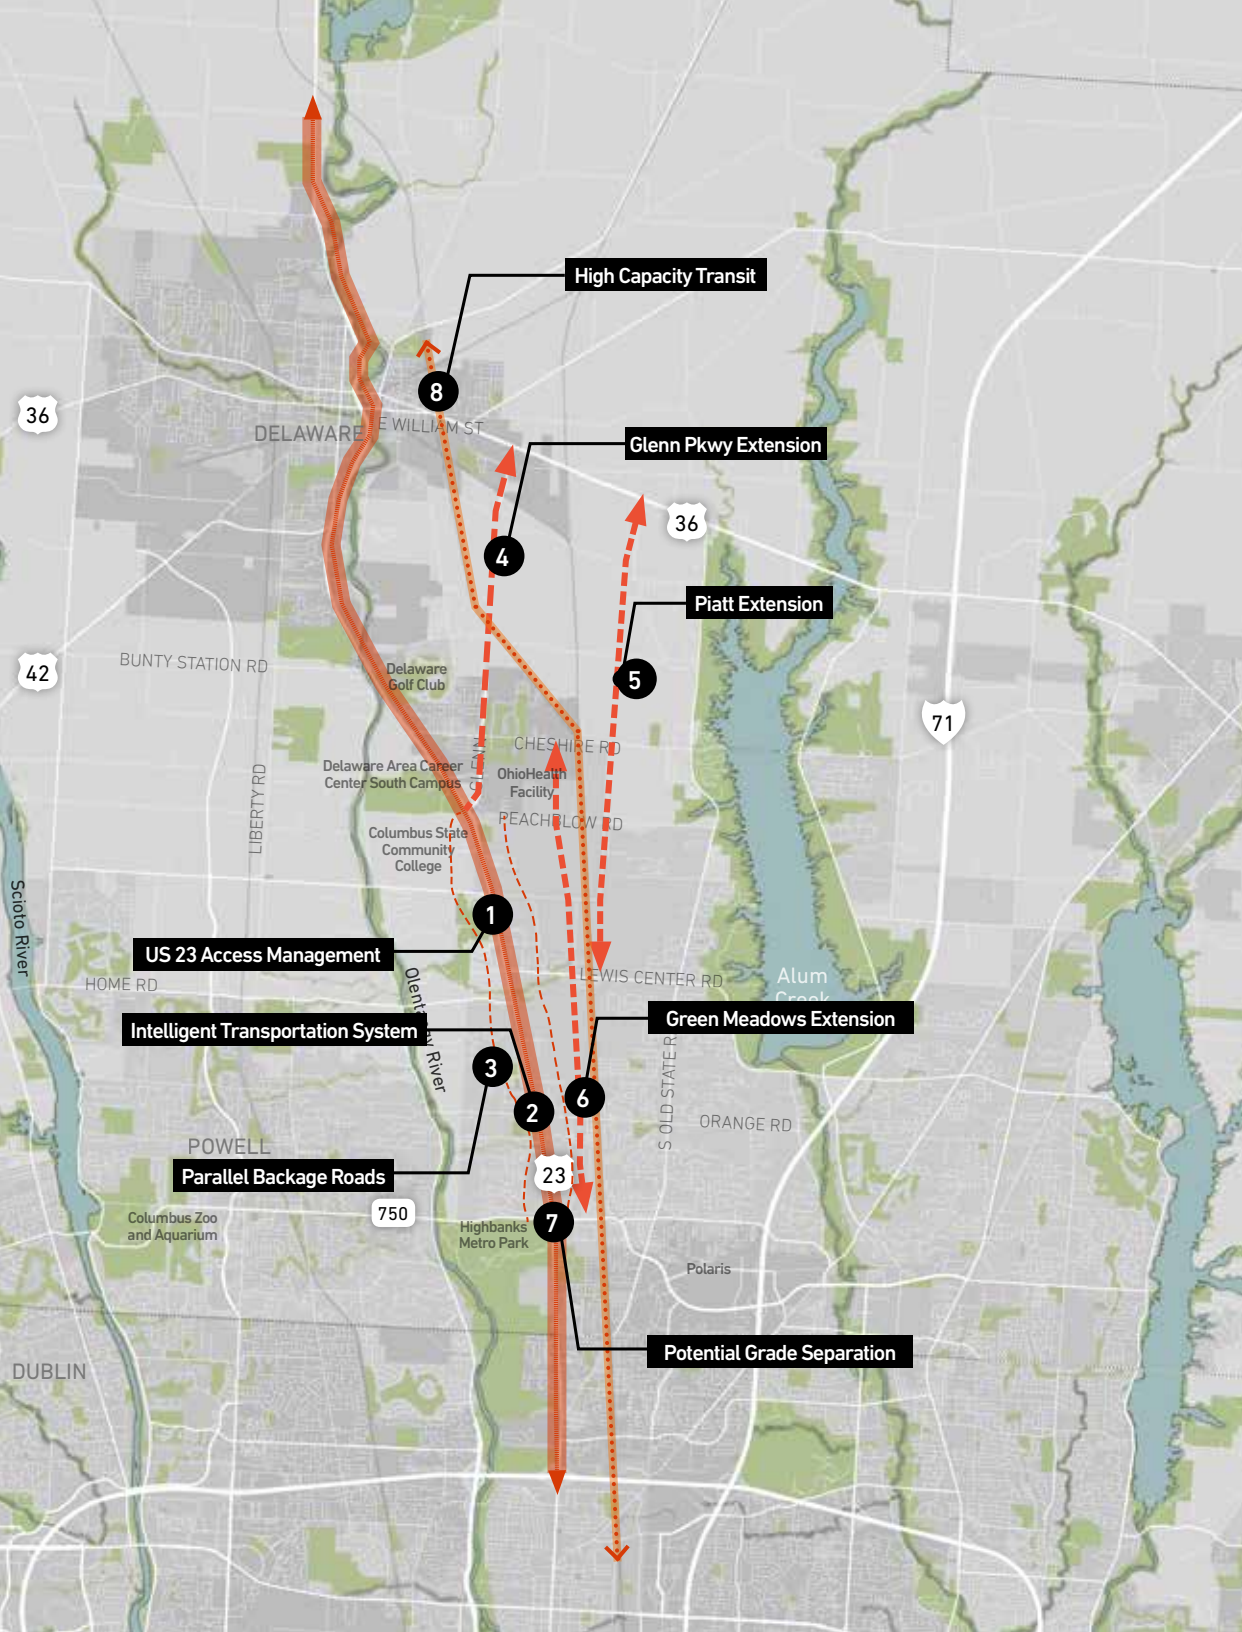 High Capacity Transit
8
36
E WILLIAM ST
DELAWARE
Glenn Pkwy Extension
36
4
Piatt Extension
BUNTY STATION RD
42
Delaware
Golf Club
5
71
CHESHIRE RD
GLENN
Delaware Area Career
Center South Campus
OhioHealth
Facility
LIBERTY RD
PEACHBLOW RD
Columbus State
Community
College
Scioto River
1
US 23 Access Management
HOME RD
Olentangy River
LEWIS CENTER RD
Alum
Creek
Green Meadows Extension
Intelligent Transportation System
3
6
2
S OLD STATE R
ORANGE RD
POWELL
Parallel Backage Roads
23
750
Columbus Zoo
and Aquarium
7
Highbanks
Metro Park
Polaris
Potential Grade Separation
DUBLIN